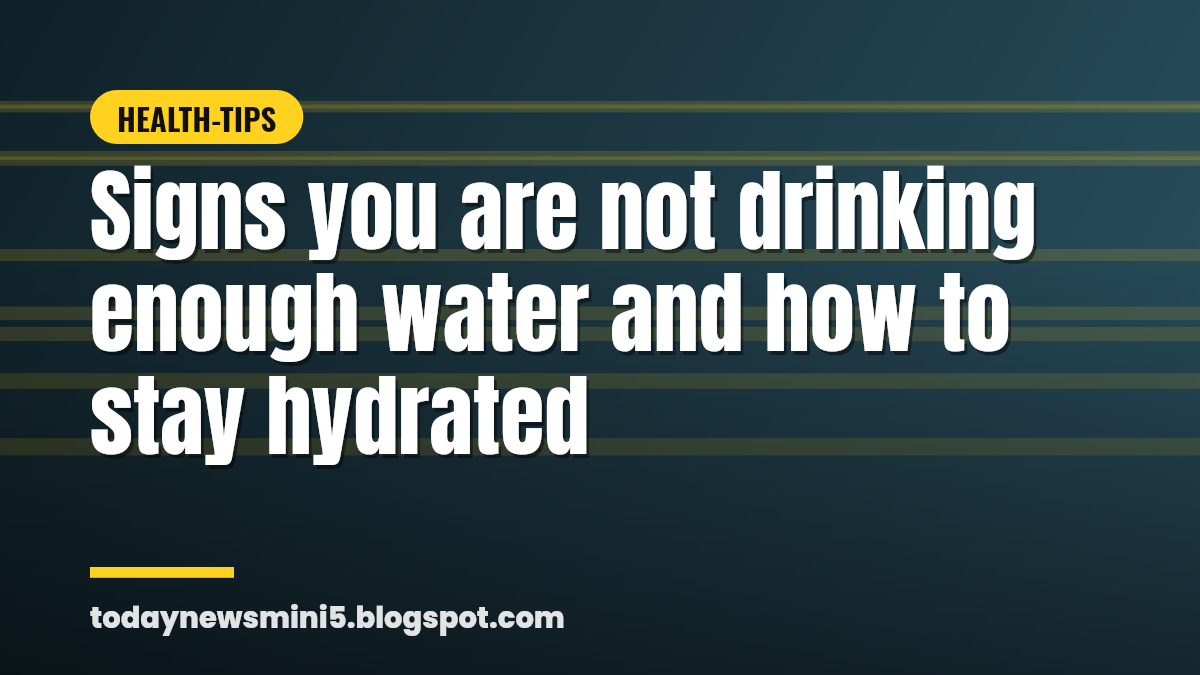 HEALTH-TIPS
Signs you are not drinking
enough water and how to
stay hydrated
todaynewsmini5.blogspot.com